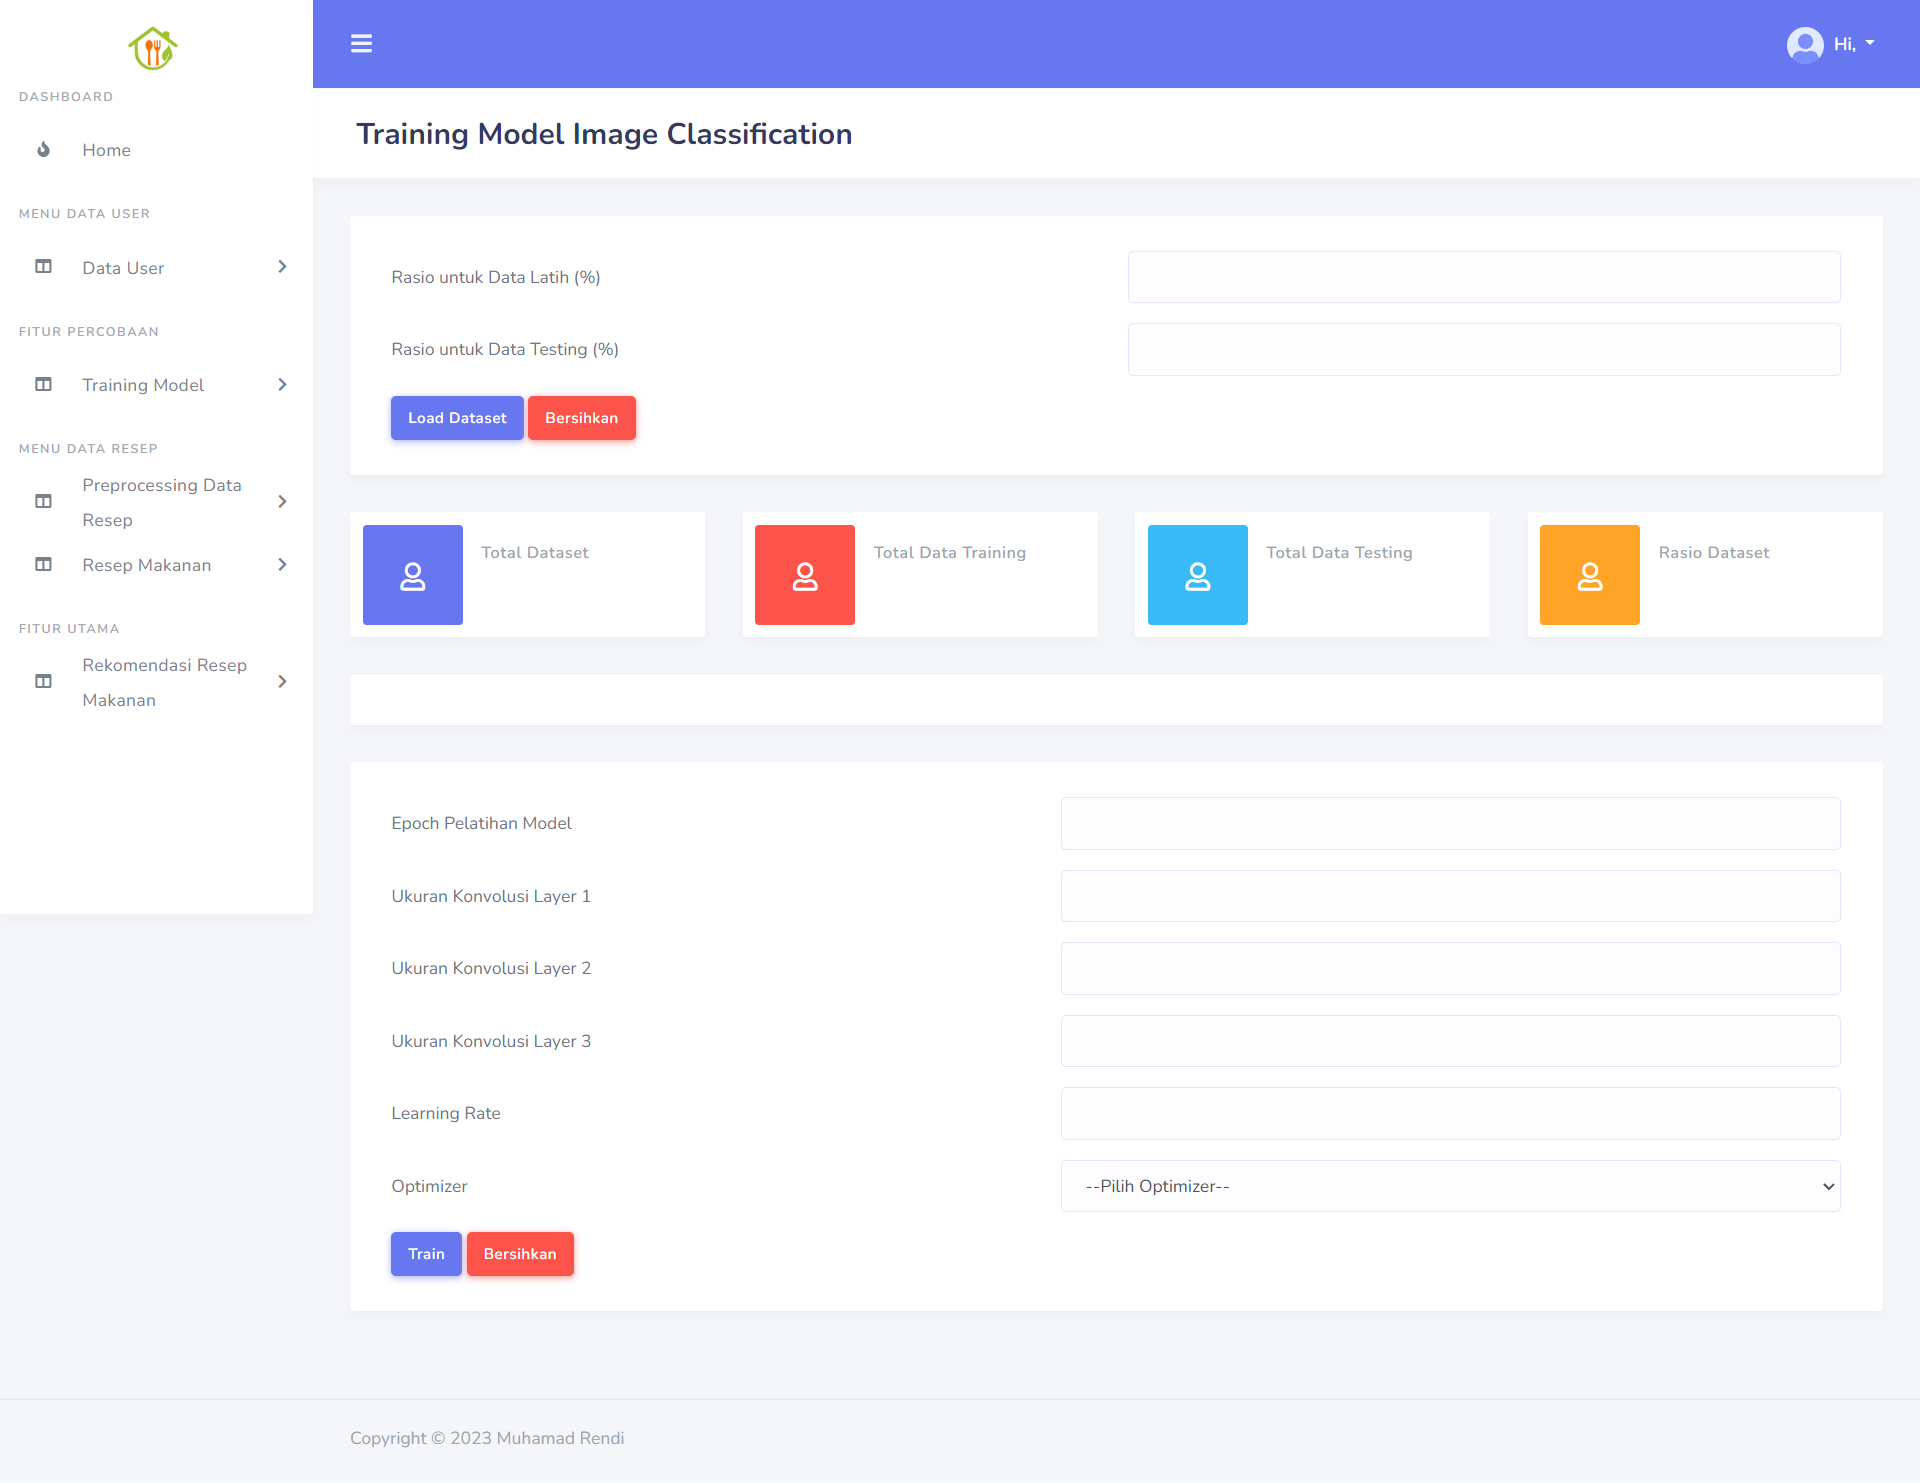 DASHBOARD
Home
MENU DATA USER
Data User
FITUR PERCOBAAN
Training Model
MENU DATA RESEP
Preprocessing Data
Resep
Resep Makanan
FITUR UTAMA
Rekomendasi Resep
Makanan
Hi,
Training Model Image Classification
Rasio untuk Data Latih (%)
Rasio untuk Data Testing (%)
Load Dataset
Bersihkan
Total Dataset
Total Data Training
Total Data Testing
Rasio Dataset
Epoch Pelatihan Model
Ukuran Konvolusi Layer 1
Ukuran Konvolusi Layer 2
Ukuran Konvolusi Layer 3
Learning Rate
Optimizer
--Pilih Optimizer--
Train
Bersihkan
Copyright © 2023 Muhamad Rendi